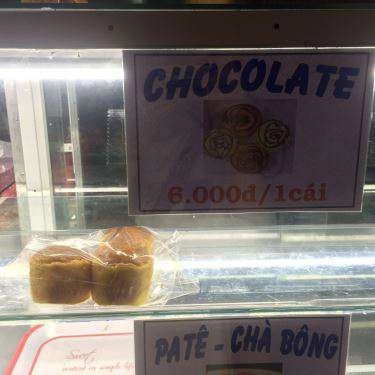 CHOCOLATE
6.000đ/1cái
PATÊ - CHÀ BÔNG